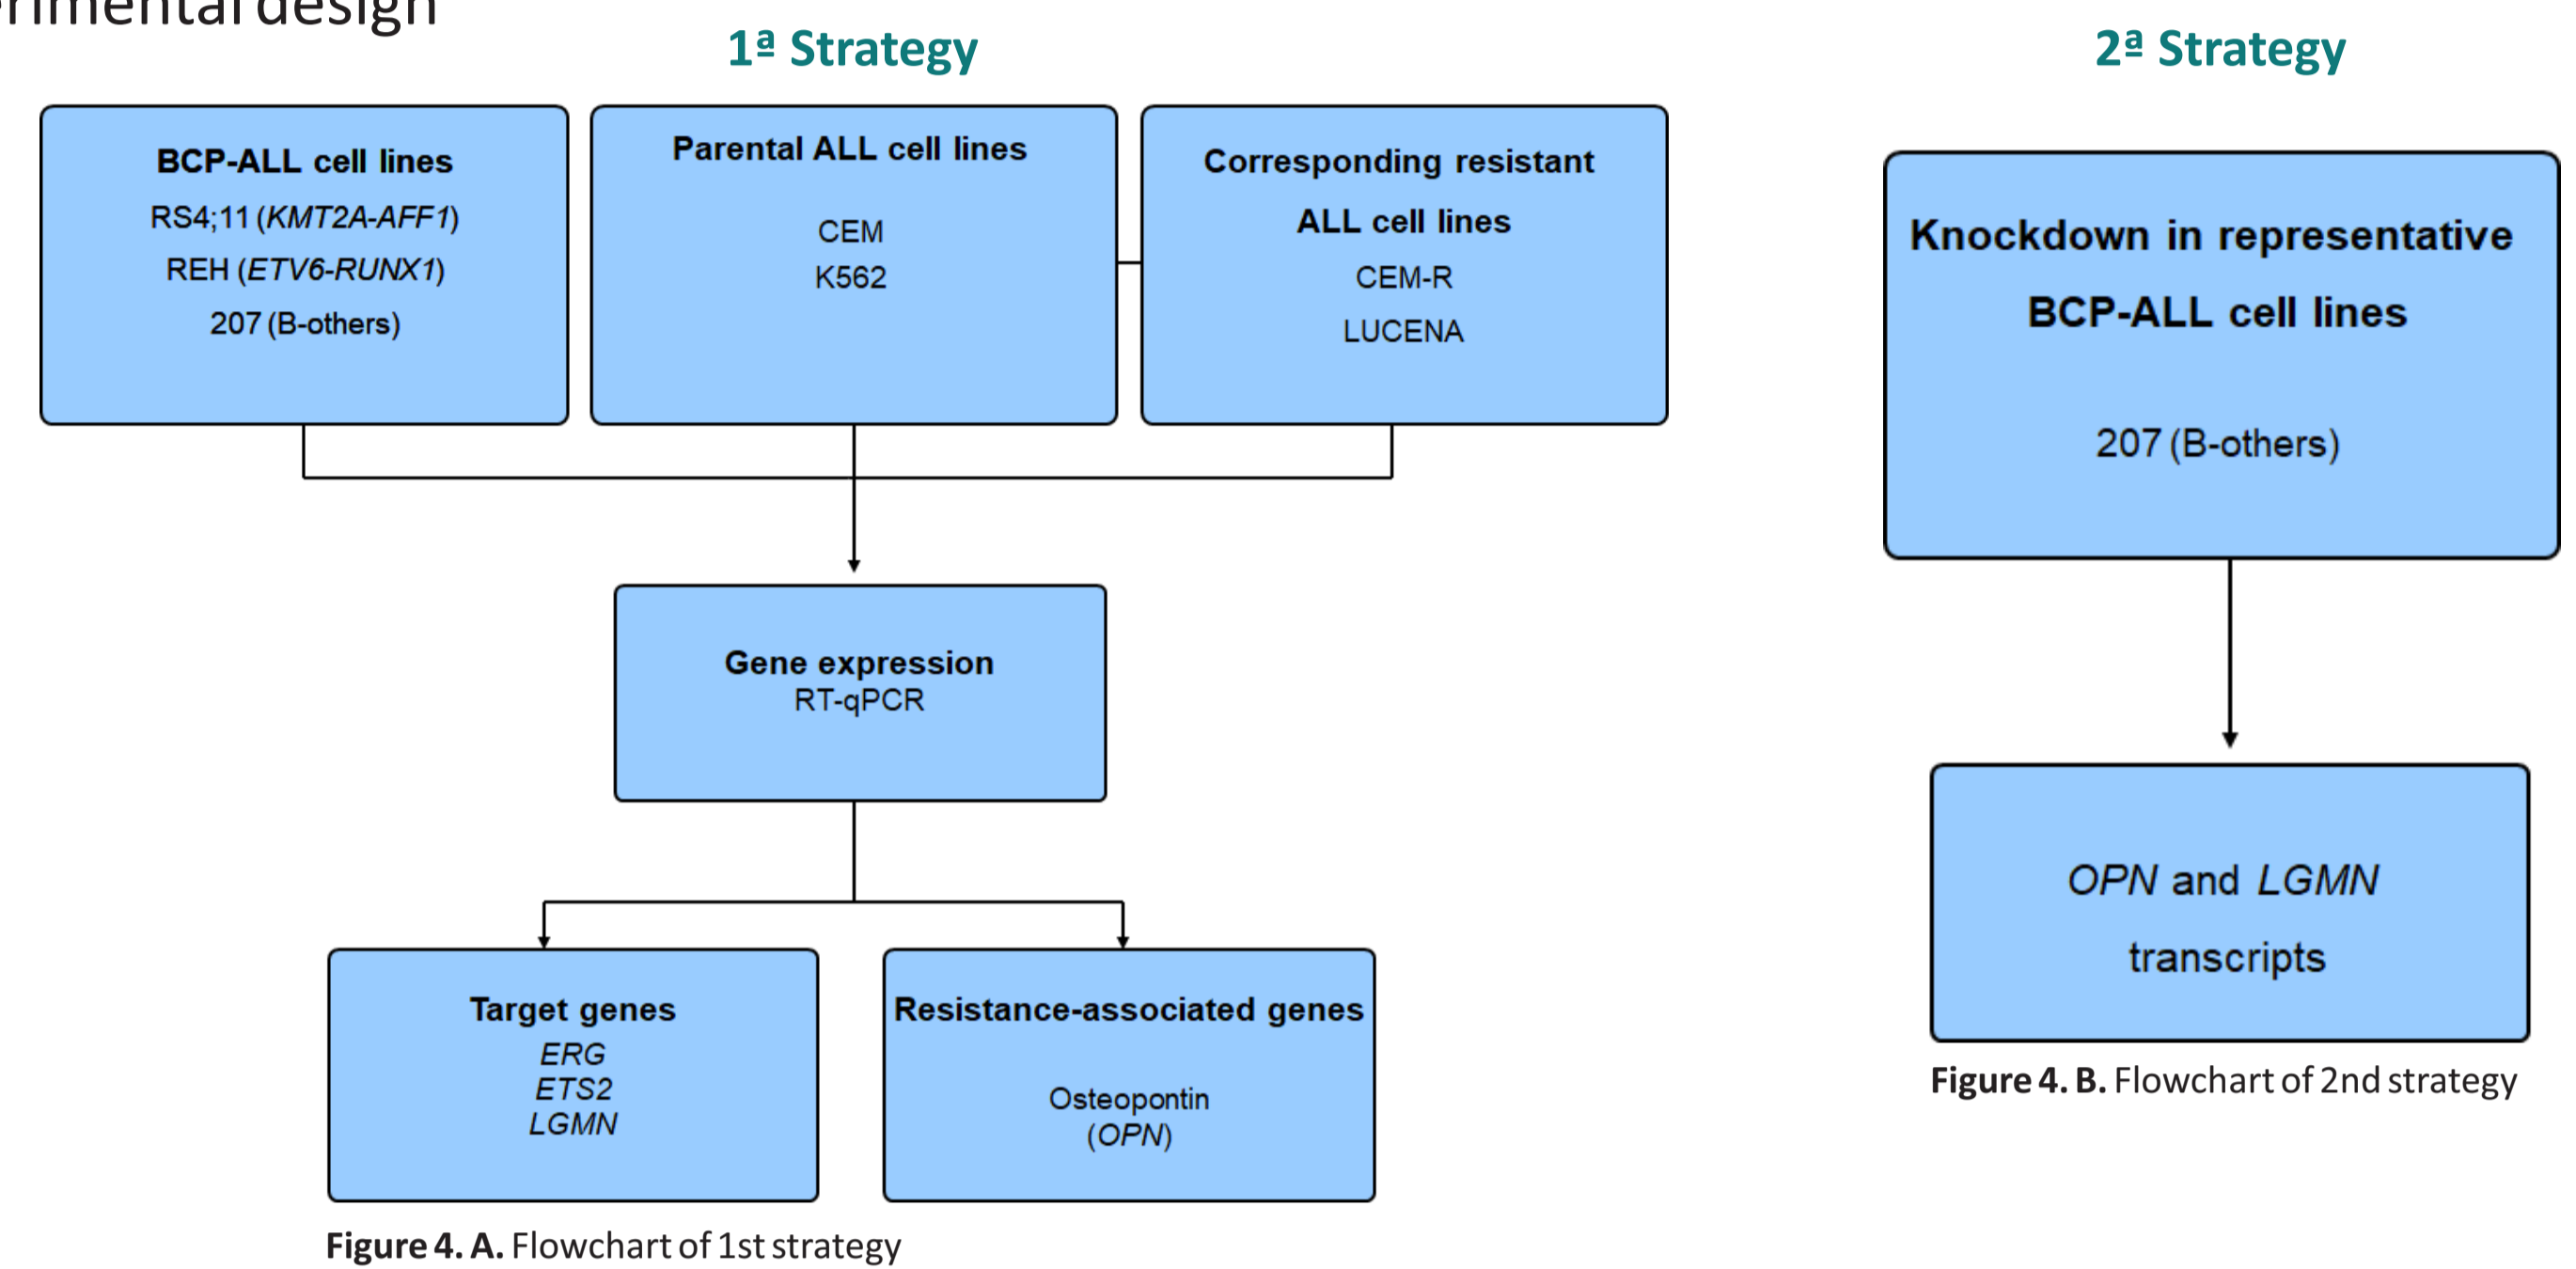 design
1ª Strategy
BCP-ALL cell lines
RS4;11 (KMT2A-AFF1)
REH (ETV6-RUNX1)
207 (B-others)
Parental ALL cell lines
CEM
K562
Corresponding resistant
ALL cell lines
CEM-R
LUCENA
Gene expression
RT-qPCR
Target genes
ERG
ETS2
LGMN
Resistance-associated genes
Osteopontin
(OPN)
Figure 4. A. Flowchart of 1st strategy
2ª Strategy
Knockdown in representative
BCP-ALL cell lines
207 (B-others)
OPN and LGMN
transcripts
Figure 4. B. Flowchart of 2nd strategy